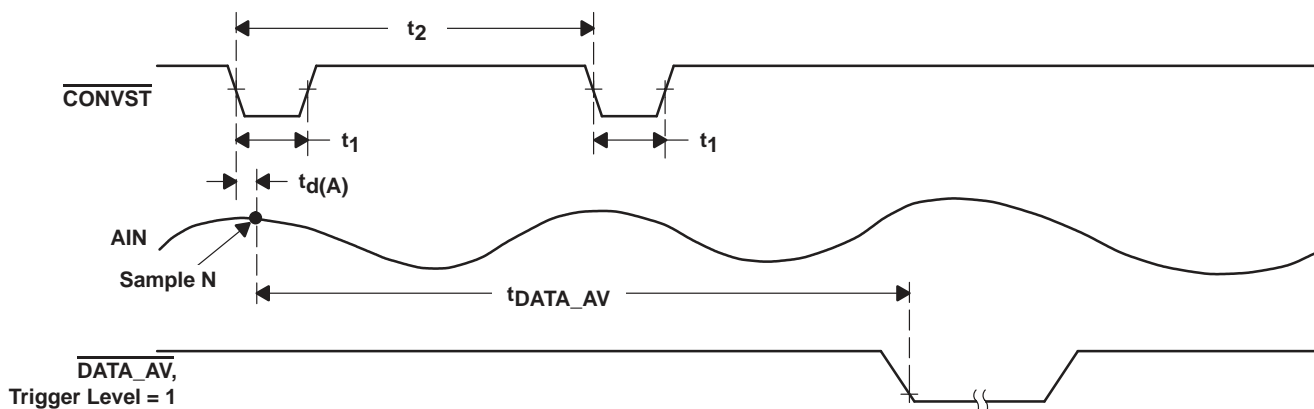 t2
CONVST
t1
t1
td(A)
AIN
Sample N
tDATA_AV
DATA_AV,
Trigger Level = 1